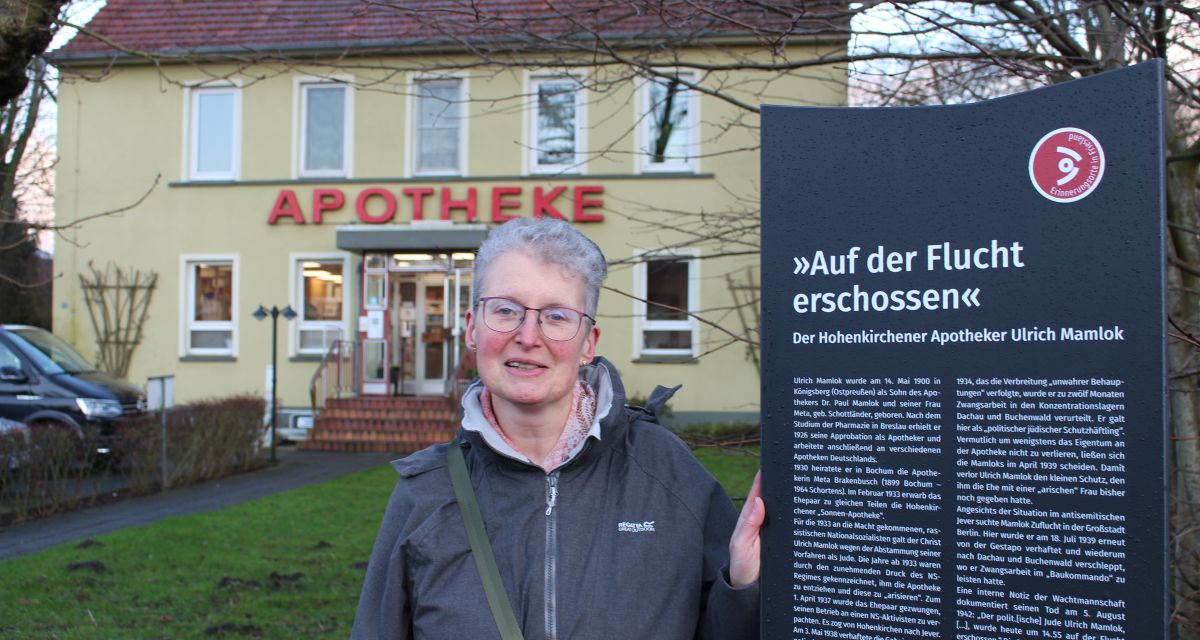 APOTHEKE
Erinnerungsorte in Friesland
»Auf der Flucht
erschossen«
Der Hohenkirchener Apotheker Ulrich Mamlok
Ulrich Mamlok wurde am 14. Mai 1900 in
Königsberg (Ostpreußen) als Sohn des Apo-
thekers Dr. Paul Mamlok und seiner Frau
Meta, geb. Schottländer, geboren. Nach dem
Studium der Pharmazie in Breslau erhielt er
1926 seine Approbation als Apotheker und
arbeitete anschließend an verschiedenen
Apotheken Deutschlands.
1930 heiratete er in Bochum die Apothe-
kerin Meta Brakenbusch (1899 Bochum –
1964 Schortens). Im Februar 1933 erwarb das
Ehepaar zu gleichen Teilen die Hohenkir-
chener „Sonnen-Apotheke".
Für die 1933 an die Macht gekommenen, ras-
sistischen Nationalsozialisten galt der Christ
Ulrich Mamlok wegen der Abstammung seiner
Vorfahren als Jude. Die Jahre ab 1933 waren
durch den zunehmenden Druck des NS-
Regimes gekennzeichnet, ihm die Apotheke
zu entziehen und diese zu „arisieren". Zum
1. April 1937 wurde das Ehepaar gezwungen,
seinen Betrieb an einen NS-Aktivisten zu ver-
pachten. Es zog von Hohenkirchen nach Jever.
Am 3. Mai 1938 verhaftete die
1934, das die Verbreitung „unwahrer Behaup-
tungen" verfolgte, wurde er zu zwölf Monaten
Zwangsarbeit in den Konzentrationslagern
Dachau und Buchenwald verurteilt. Er galt
hier als „politischer jüdischer Schutzhäftling".
Vermutlich um wenigstens das Eigentum an
der Apotheke nicht zu verlieren, ließen sich
die Mamloks im April 1939 scheiden. Damit
verlor Ulrich Mamlok den kleinen Schutz, den
ihm die Ehe mit einer „arischen" Frau bisher
noch gegeben hatte.
Angesichts der Situation im antisemitischen
Jever suchte Mamlok Zuflucht in der Großstadt
Berlin. Hier wurde er am 18. Juli 1939 erneut
von der Gestapo verhaftet und wiederum
nach Dachau und Buchenwald verschleppt,
wo er Zwangsarbeit im „Baukommando" zu
leisten hatte.
Eine interne Notiz der Wachtmannschaft
dokumentiert seinen Tod am 5. August
1942: „Der polit.[ische] Jude Ulrich Mamlok,
[...], wurde heute um 14.55 auf der Flucht
REGATTA
GREAT OUTDOORS